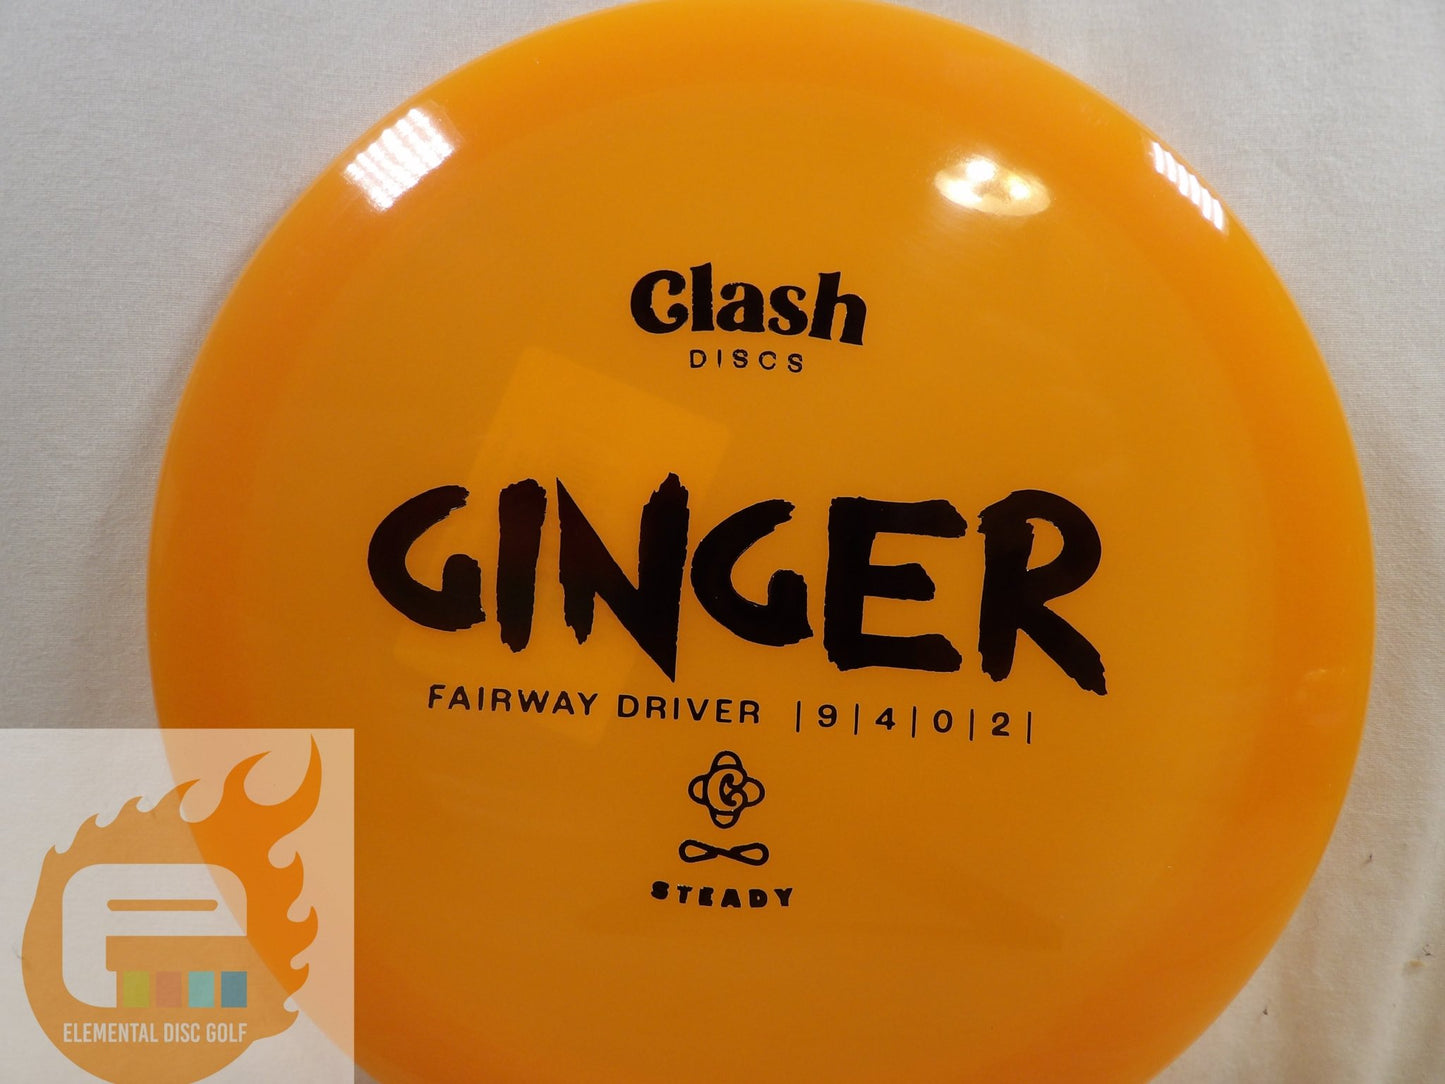 Clash
DISCS
GINGER
FAIRWAY DRIVER |9|4|0|2|
C
STEADY
ELEMENTAL DISC GOLF